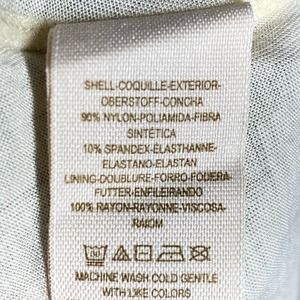 SHELL-COQUILLE-EXTERIOR-
OBERSTOFF-CONCHA
90% NYLON-POLIAMIDA-FIBRA
SINTÉTICA
10% SPANDEX-ÉLASTHANNE-
ELASTANO-ELASTAN
LINING-DOUBLURE-FORRO-FODERA-
FUTTER-ENFILEIRANDO
100% RAYON-RAYONNE-VISCOSA-
RAIOM
MACHINE WASH COLD GENTLE
WITH LIKE COLORS